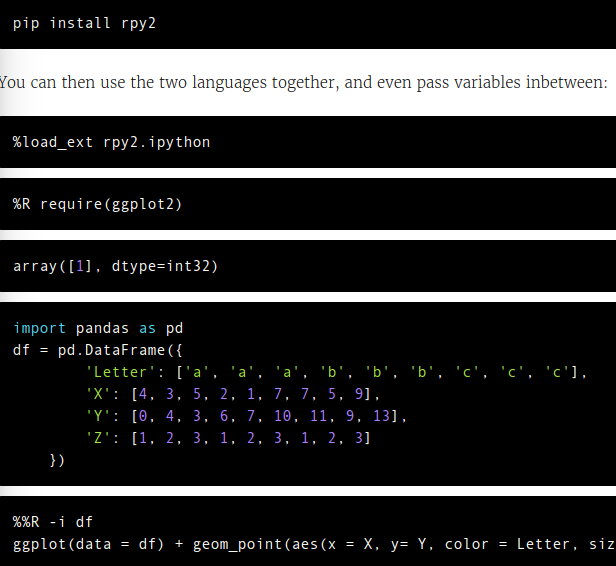 pip install rpy2
You can then use the two languages together, and even pass variables inbetween:
%load_ext rpy2.ipython
%R require(ggplot2)
array([1], dtype=int32)
import pandas as pd
df = pd.DataFrame({
        'Letter': ['a', 'a', 'a', 'b', 'b', 'b', 'c', 'c', 'c'],
        'X': [4, 3, 5, 2, 1, 7, 7, 5, 9],
        'Y': [0, 4, 3, 6, 7, 10, 11, 9, 13],
        'Z': [1, 2, 3, 1, 2, 3, 1, 2, 3]
    })
%%R -i df
ggplot(data = df) + geom_point(aes(x = X, y= Y, color = Letter, siz